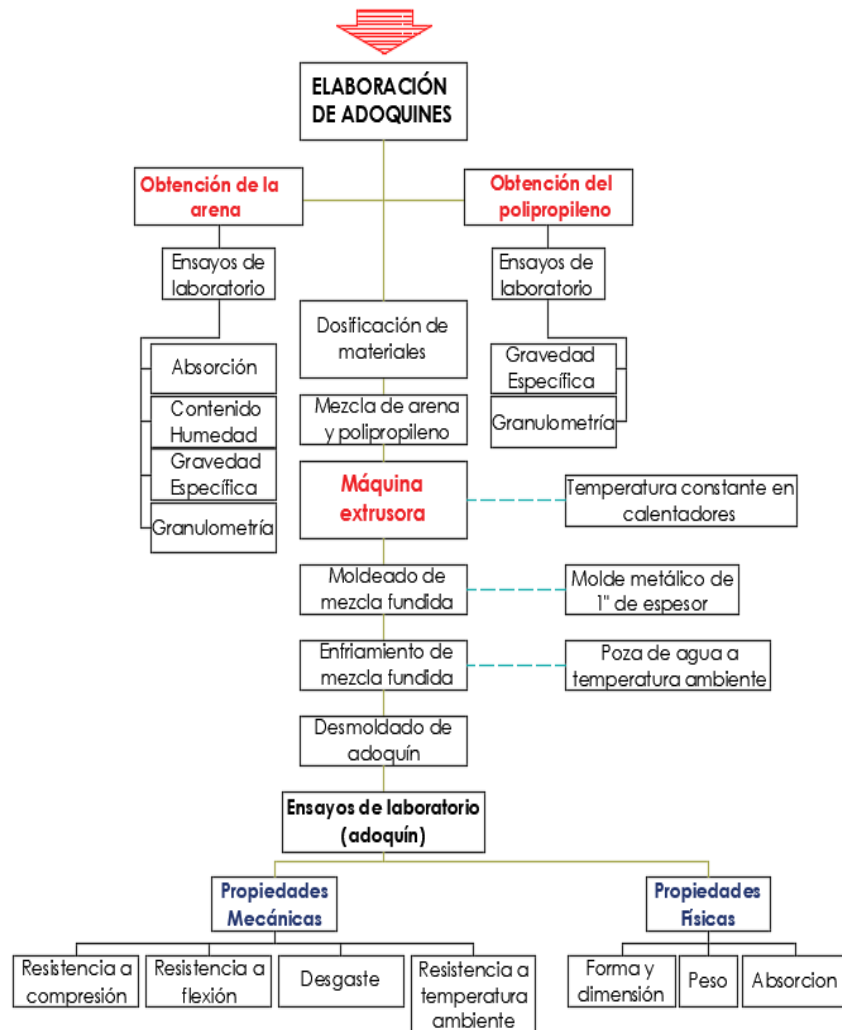 ELABORACIÓN
DE ADOQUINES
Obtención de la
arena
Obtención del
polipropileno
Ensayos de
laboratorio
Ensayos de
laboratorio
Absorción
Contenido
Humedad
Gravedad
Específica
Granulometría
Gravedad
Específica
Granulometría
Dosificación de
materiales
Mezcla de arena
y polipropileno
Máquina
extrusora
Temperatura constante en
calentadores
Moldeado de
mezcla fundida
Molde metálico de
1" de espesor
Enfriamiento de
mezcla fundida
Poza de agua a
temperatura ambiente
Desmoldado de
adoquín
Ensayos de laboratorio
(adoquín)
Propiedades
Mecánicas
Propiedades
Físicas
Resistencia a
compresión
Resistencia a
flexión
Desgaste
Resistencia a
temperatura
ambiente
Forma y
dimensión
Peso
Absorcion